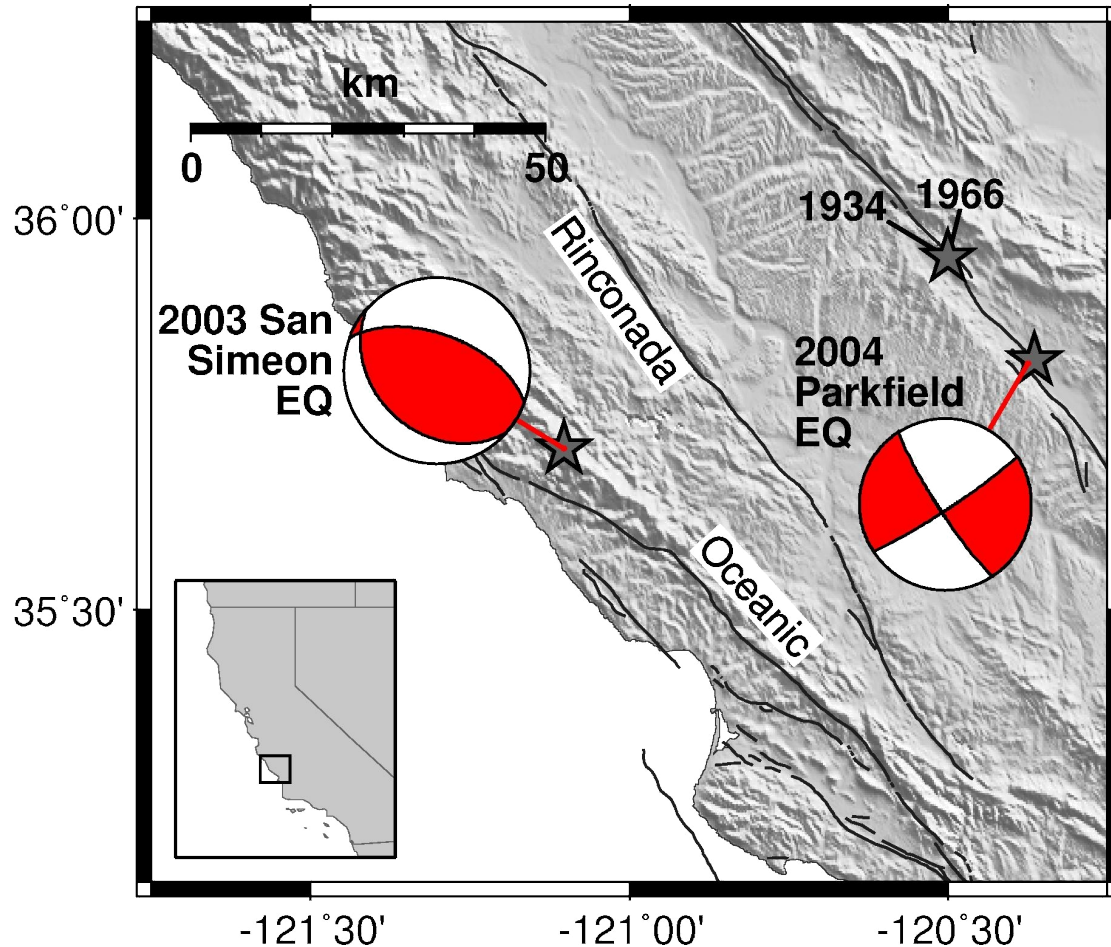 km
0
50
36°00'
1934
1966
Rinconada
2003 San
Simeon
EQ
2004
Parkfield
EQ
Oceanic
35°30'
-121°30'
-121°00'
-120°30'